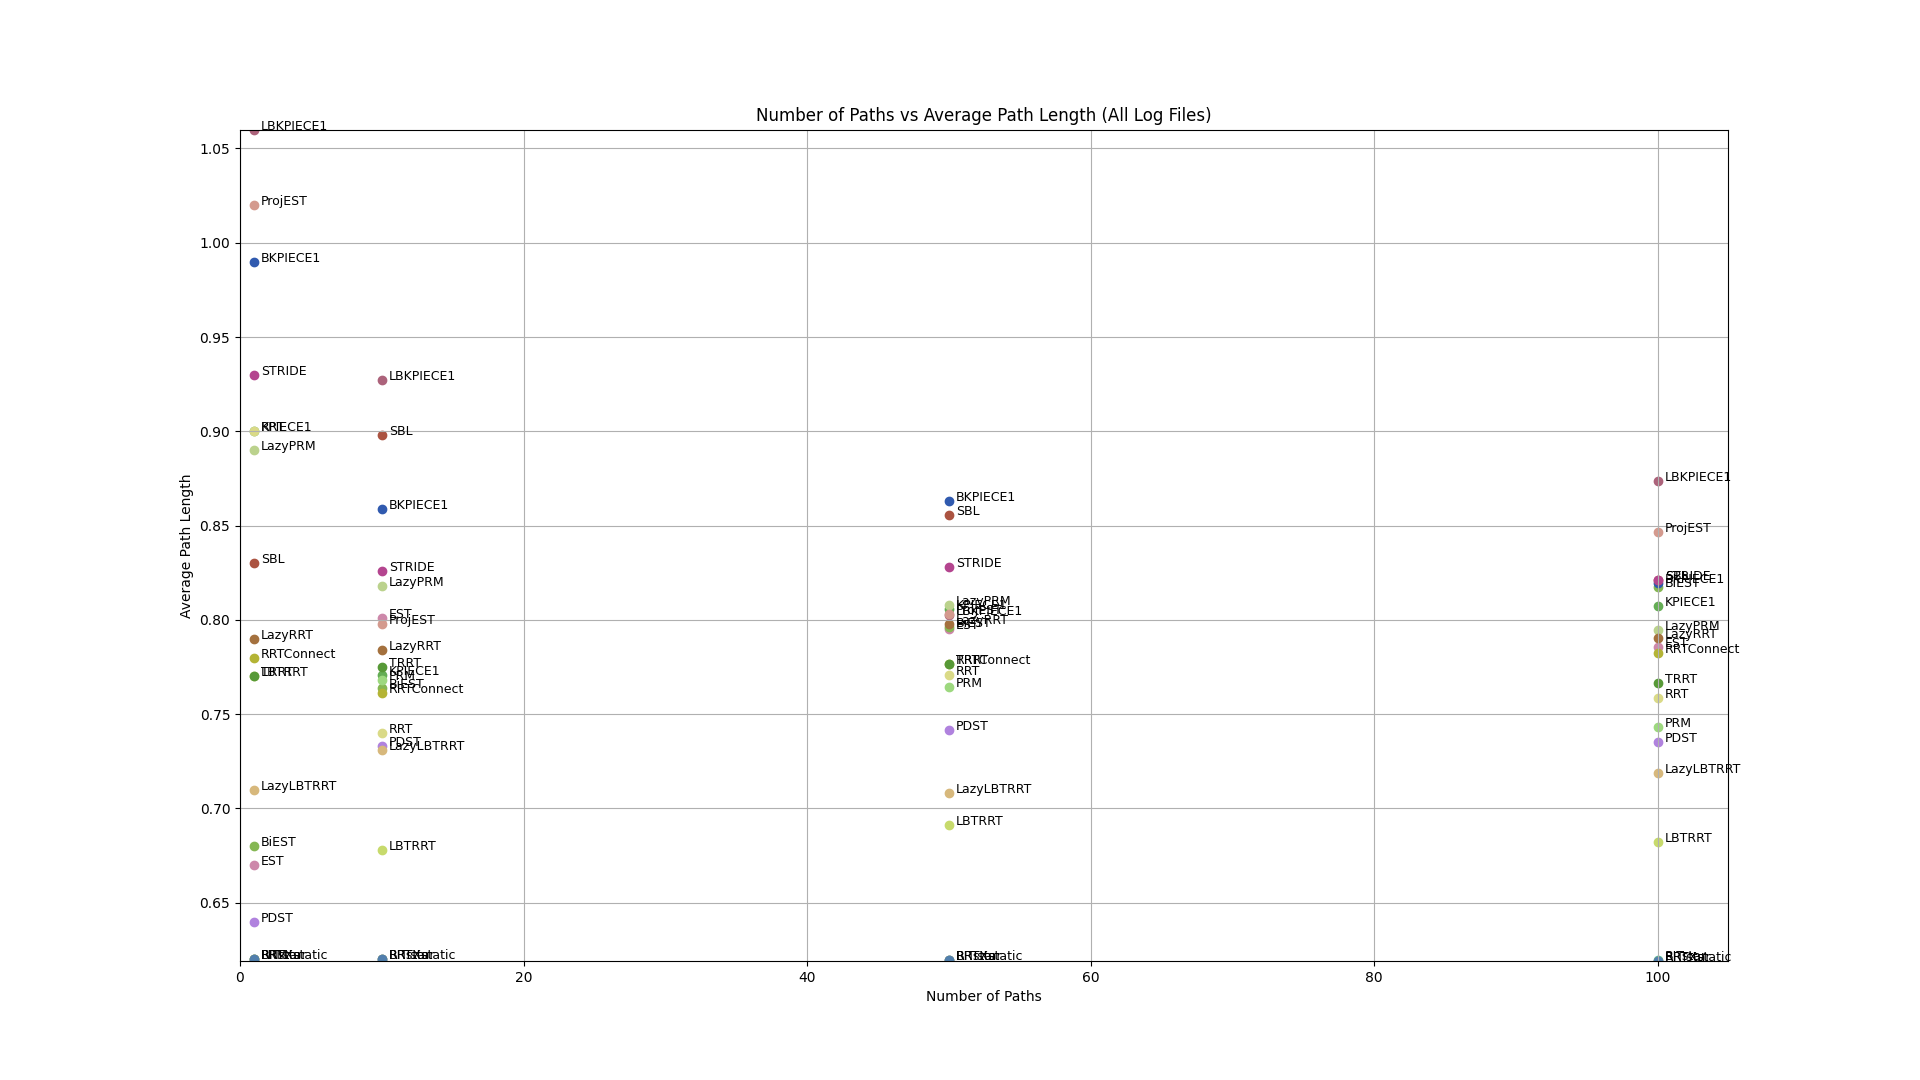 Number of Paths vs Average Path Length (All Log Files)
LBKPIECE1
1.05
ProjEST
1.00
BKPIECE1
0.95
STRIDE
LBKPIECE1
0.90
SBL
LazyPRM
LBKPIECE1
BKPIECE1
BKPIECE1
SBL
0.85
ProjEST
SBL
STRIDE
STRIDE
LazyPRM
KPIECE1
EST
ProjEST
0.80
LazyPRM
LazyRRT
LazyRRT
LazyRRT
RRTConnect
RRTConnect
TRRT
KPIECE1
RRT
PRM
TRRT
RRTConnect
RRT
0.75
RRT
PRM
PDST
PDST
LazyLBTRRT
LazyLBTRRT
LazyLBTRRT
LazyLBTRRT
0.70
LBTRRT
BiEST
LBTRRT
LBTRRT
EST
0.65
PDST
0
20
40
60
80
100
Number of Paths
Average Path Length